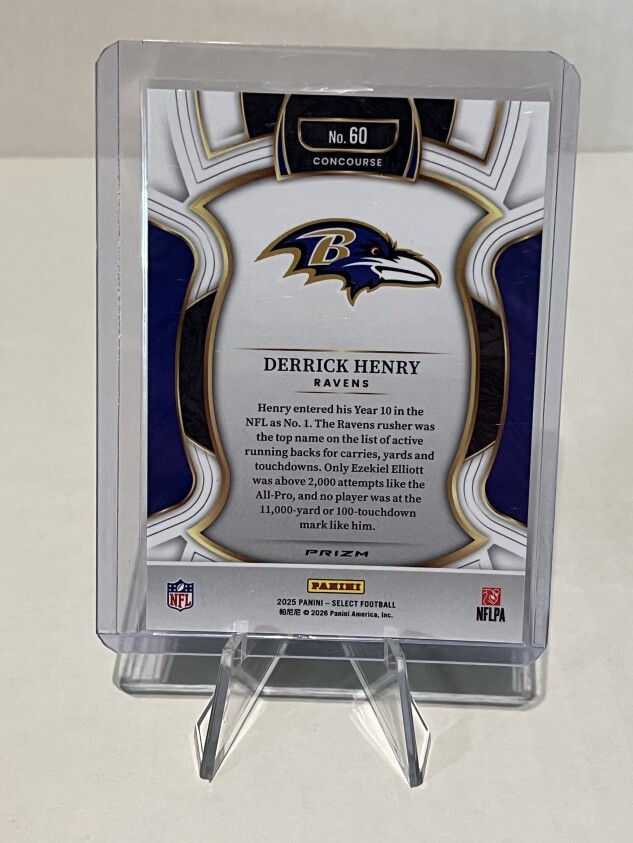 No. 60
CONCOURSE
B
DERRICK HENRY
RAVENS
Henry entered his Year 10 in the
NFL as No. 1. The Ravens rusher was
the top name on the list of active
running backs for carries, yards and
touchdowns. Only Ezekiel Elliott
was above 2,000 attempts like the
All-Pro, and no player was at the
11,000-yard or 100-touchdown
mark like him.
PRIZM
PANINI
NFL
2025 PANINI – SELECT FOOTBALL
帕尼尼 © 2026 Panini America, Inc.
NFLPA